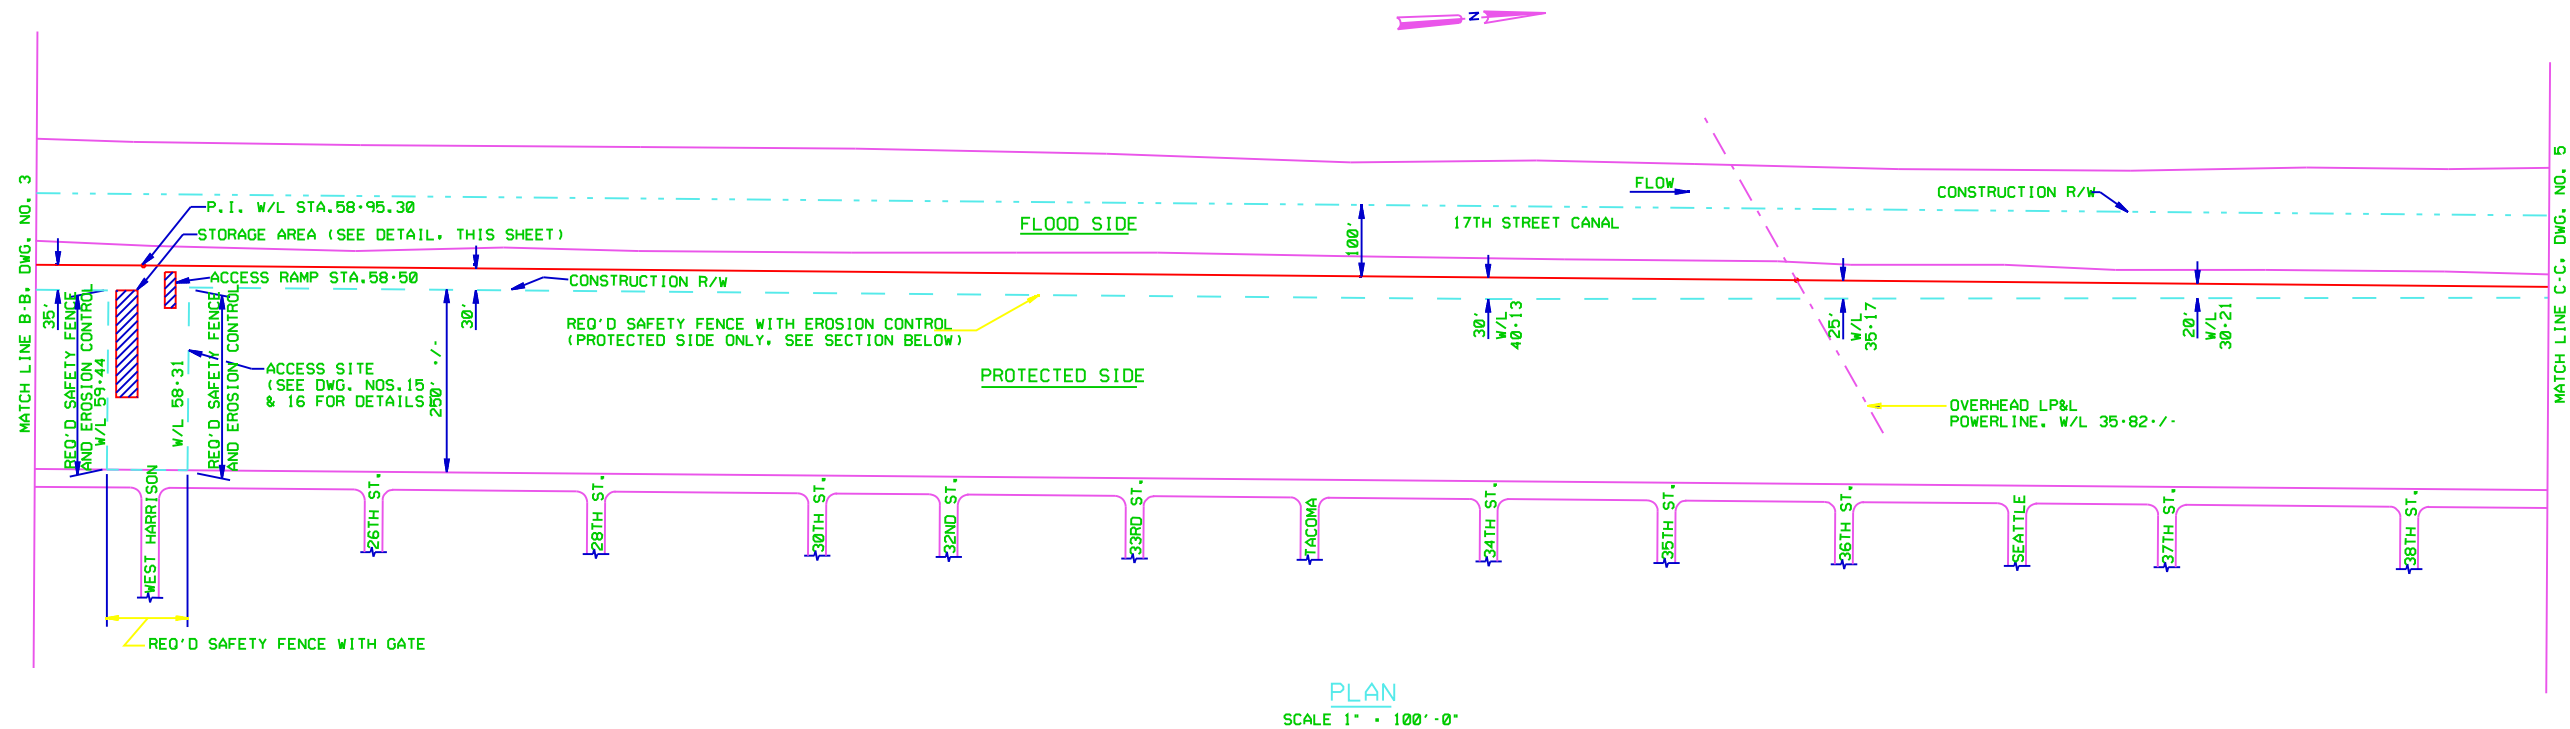 N
MATCH LINE B-B, DWG. NO. 3
MATCH LINE C-C, DWG. NO. 5
P.I. W/L STA.58+95.30
STORAGE AREA (SEE DETAIL, THIS SHEET)
ACCESS RAMP STA.58+50
CONSTRUCTION R/W
FLOOD SIDE
100'
FLOW
17TH STREET CANAL
CONSTRUCTION R/W
35'
REQ'D SAFETY FENCE
AND EROSION CONTROL
W/L 59+44
W/L 58+31
REQ'D SAFETY FENCE
AND EROSION CONTROL
ACCESS SITE
(SEE DWG. NOS.15
& 16 FOR DETAILS)
250' +/-
30'
REQ'D SAFETY FENCE WITH EROSION CONTROL
(PROTECTED SIDE ONLY, SEE SECTION BELOW)
PROTECTED SIDE
30'
W/L
40+13
25'
W/L
35+17
20'
W/L
30+21
OVERHEAD LP&L
POWERLINE, W/L 35+82+/-
WEST HARRISON
26TH ST.
28TH ST.
30TH ST.
32ND ST.
33RD ST.
TACOMA
34TH ST.
35TH ST.
36TH ST.
SEATTLE
37TH ST.
38TH ST.
REQ'D SAFETY FENCE WITH GATE
PLAN
SCALE 1" = 100'-0"